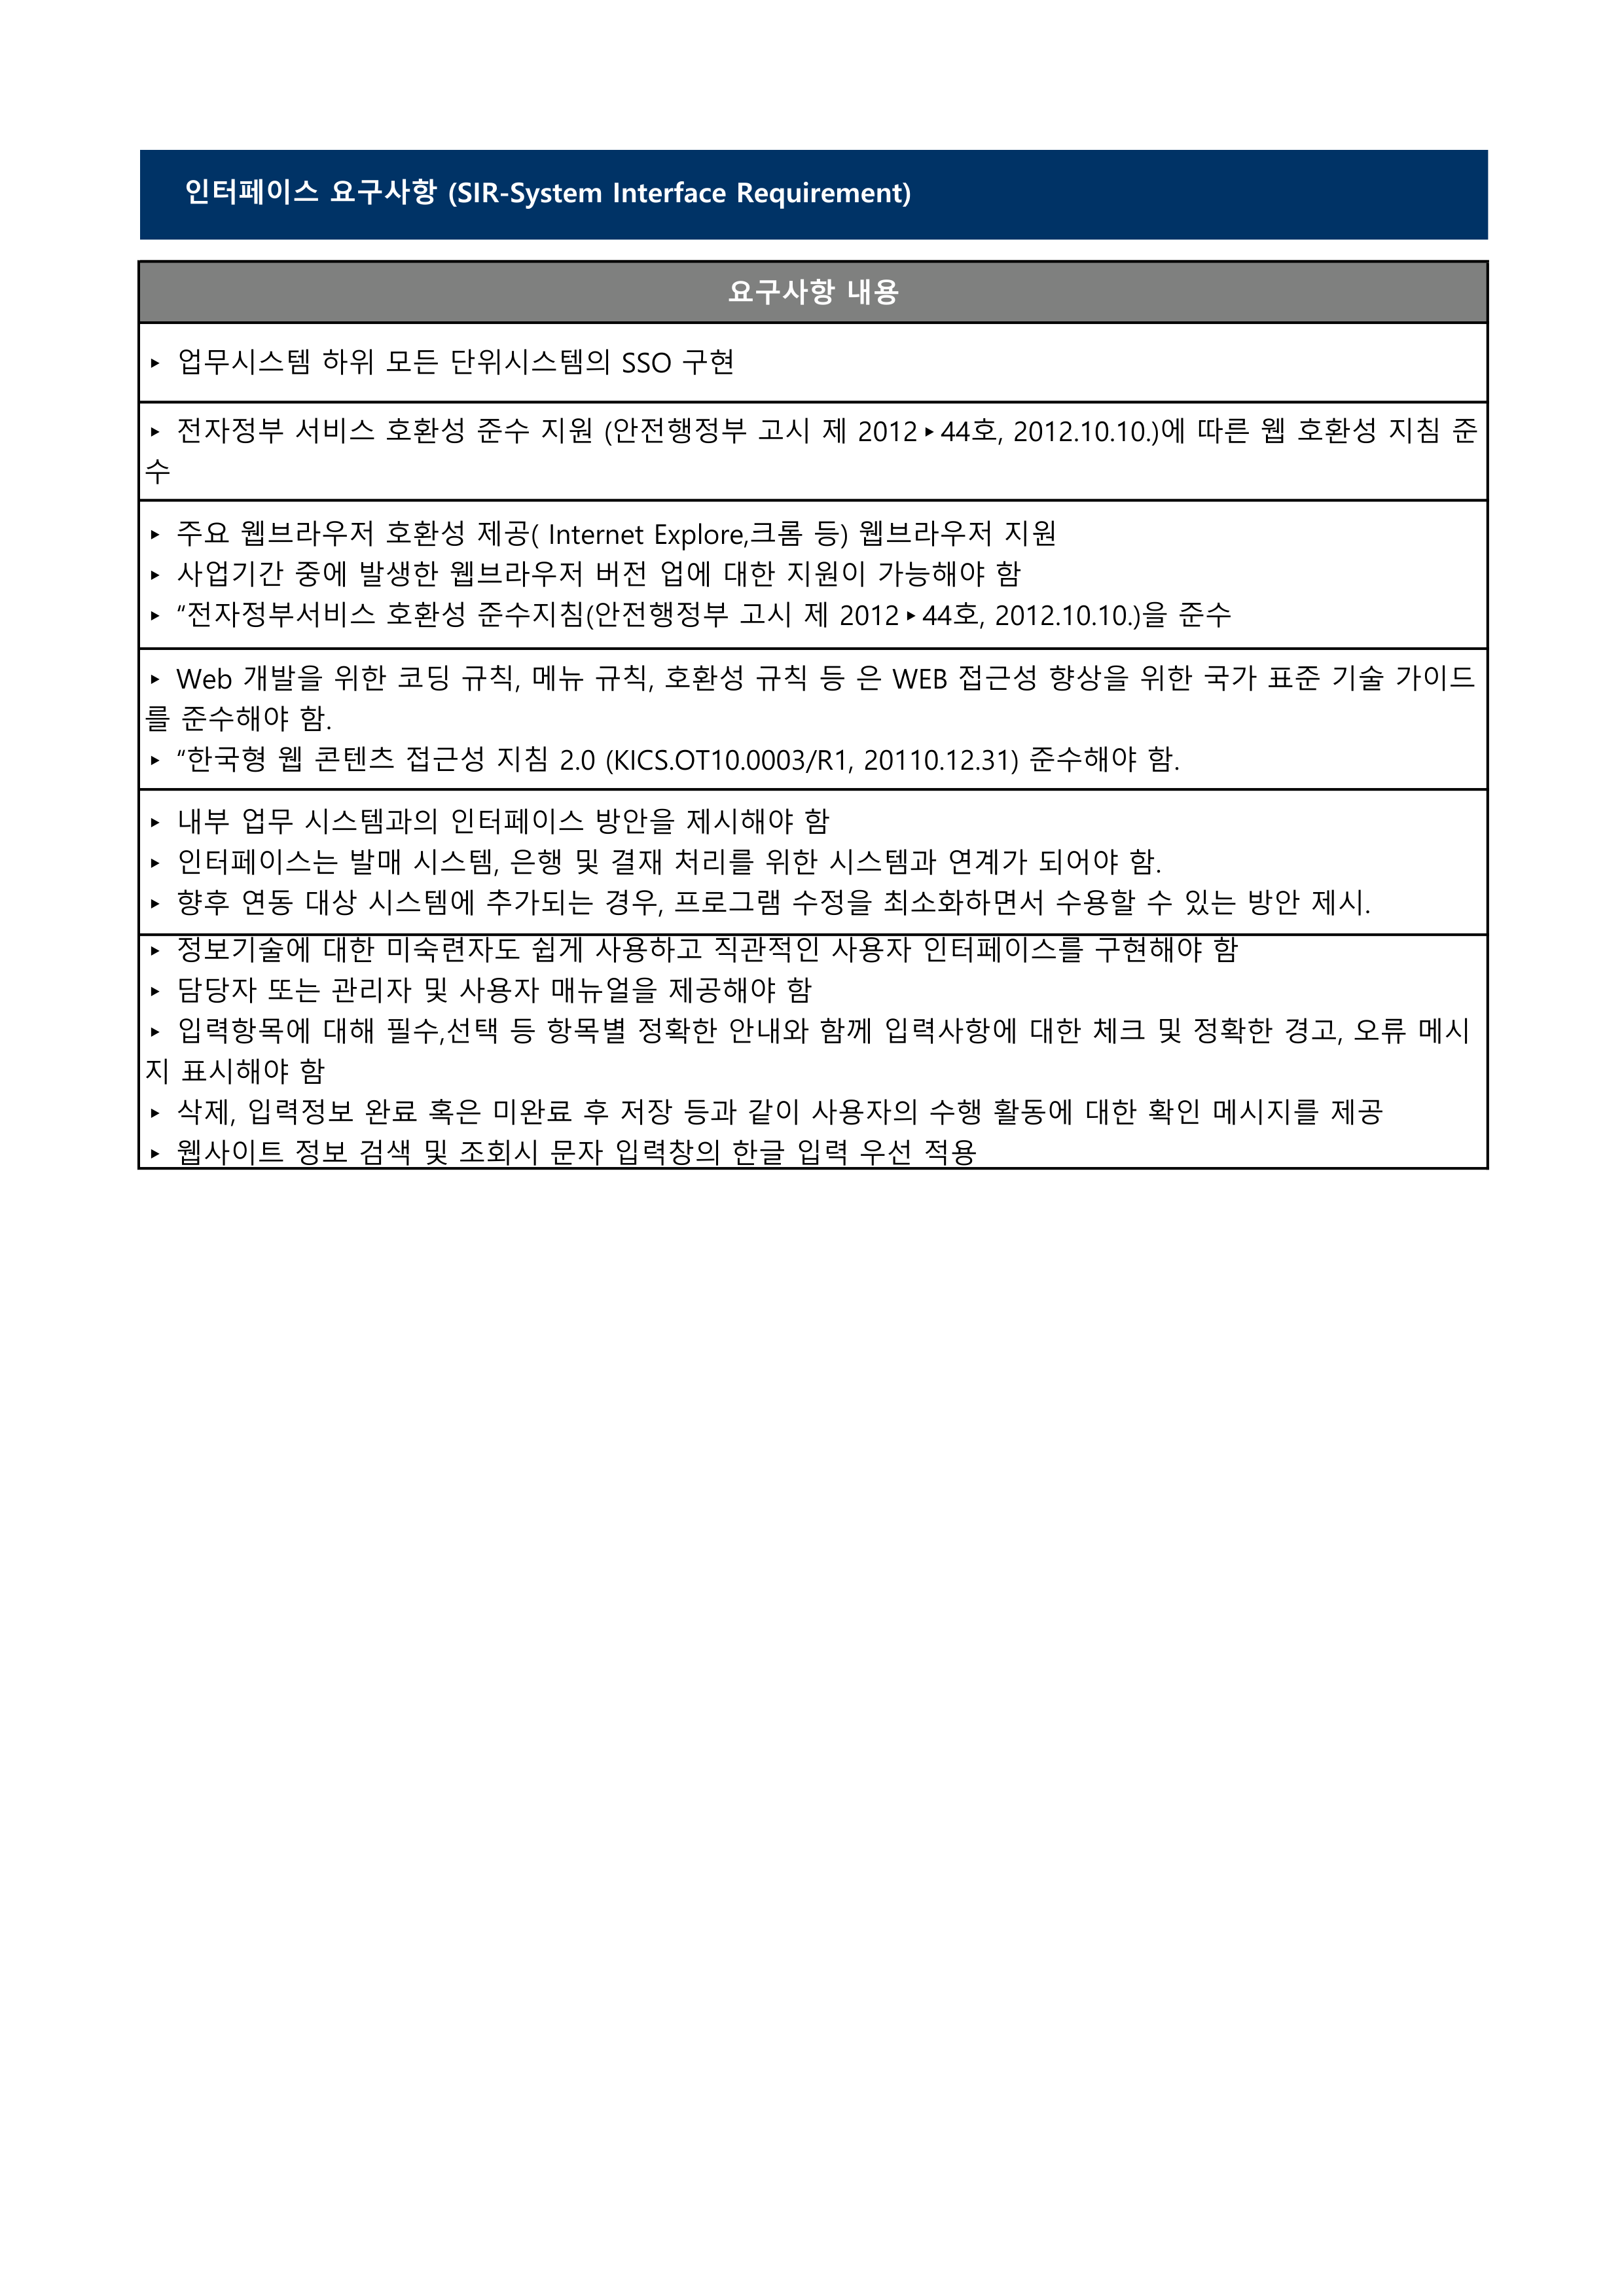 인터페이스 요구사항 (SIR-System Interface Requirement)
요구사항 내용
▸ 업무시스템 하위 모든 단위시스템의 SSO 구현
▸ 전자정부 서비스 호환성 준수 지원 (안전행정부 고시 제 2012▸44호, 2012.10.10.)에 따른 웹 호환성 지침 준
수
▸ 주요 웹브라우저 호환성 제공( Internet Explore,크롬 등) 웹브라우저 지원
▸ 사업기간 중에 발생한 웹브라우저 버전 업에 대한 지원이 가능해야 함
▸ “전자정부서비스 호환성 준수지침(안전행정부 고시 제 2012▸44호, 2012.10.10.)을 준수
▸ Web 개발을 위한 코딩 규칙, 메뉴 규칙, 호환성 규칙 등 은 WEB 접근성 향상을 위한 국가 표준 기술 가이드
를 준수해야 함.
▸ “한국형 웹 콘텐츠 접근성 지침 2.0 (KICS.OT10.0003/R1, 20110.12.31) 준수해야 함.
▸ 내부 업무 시스템과의 인터페이스 방안을 제시해야 함
▸ 인터페이스는 발매 시스템, 은행 및 결재 처리를 위한 시스템과 연계가 되어야 함.
▸ 향후 연동 대상 시스템에 추가되는 경우, 프로그램 수정을 최소화하면서 수용할 수 있는 방안 제시.
▸ 정보기술에 대한 미숙련자도 쉽게 사용하고 직관적인 사용자 인터페이스를 구현해야 함
▸ 담당자 또는 관리자 및 사용자 매뉴얼을 제공해야 함
▸ 입력항목에 대해 필수,선택 등 항목별 정확한 안내와 함께 입력사항에 대한 체크 및 정확한 경고, 오류 메시
지 표시해야 함
▸ 삭제, 입력정보 완료 혹은 미완료 후 저장 등과 같이 사용자의 수행 활동에 대한 확인 메시지를 제공
▸ 웹사이트 정보 검색 및 조회시 문자 입력창의 한글 입력 우선 적용